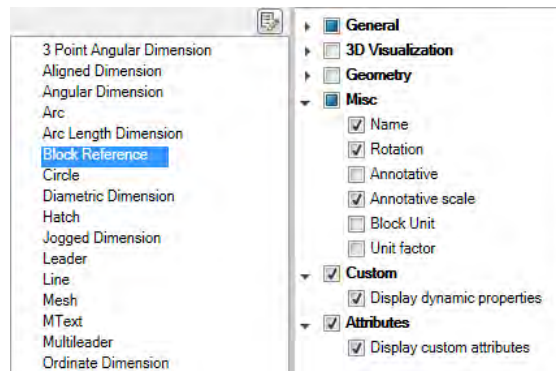 3 Point Angular Dimension
Aligned Dimension
Angular Dimension
Arc
Arc Length Dimension
Block Reference
Circle
Diametric Dimension
Hatch
Jogged Dimension
Leader
Line
Mesh
MText
Multileader
Ordinate Dimension
General
3D Visualization
Geometry
Misc
Name
Rotation
Annotative
Annotative scale
Block Unit
Unit factor
Custom
Display dynamic properties
Attributes
Display custom attributes